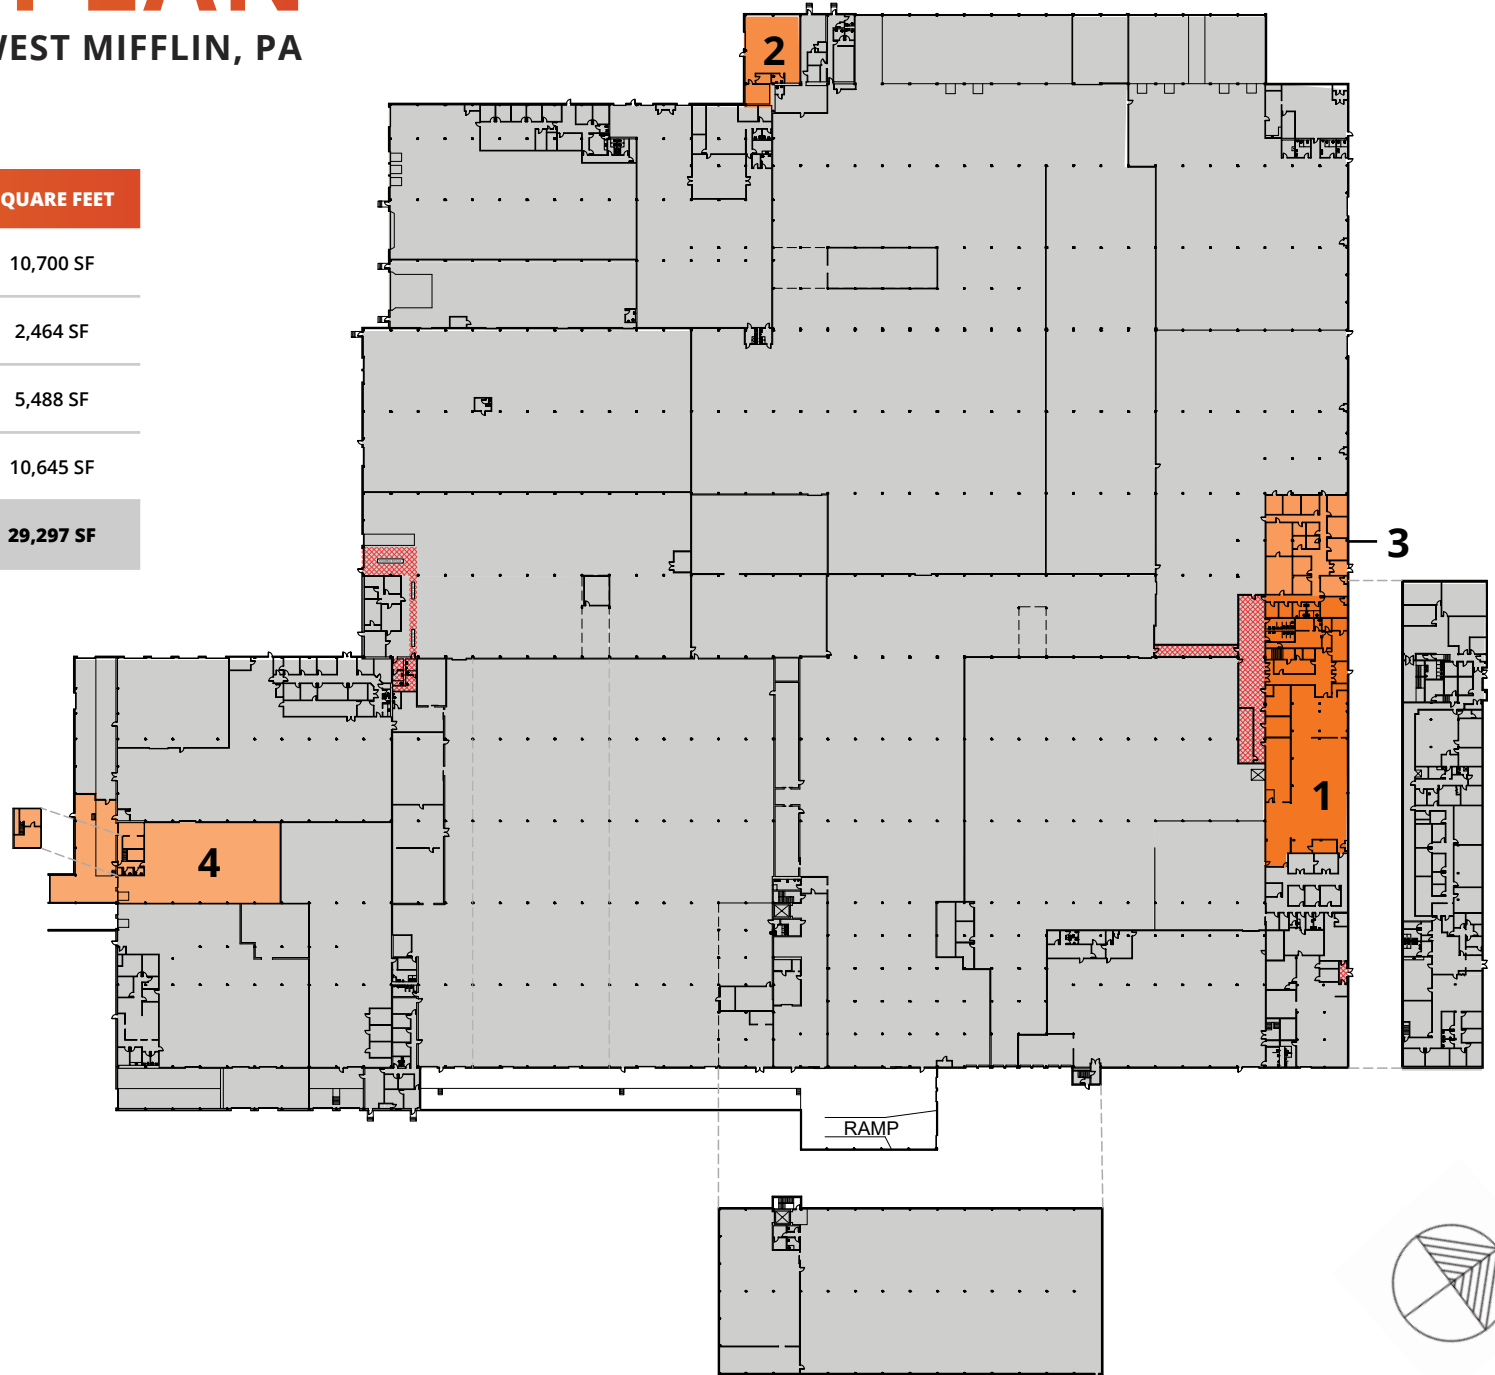 PLAN
WEST MIFFLIN, PA
QUARE FEET
10,700 SF
2,464 SF
5,488 SF
10,645 SF
29,297 SF
2
3
1
4
RAMP